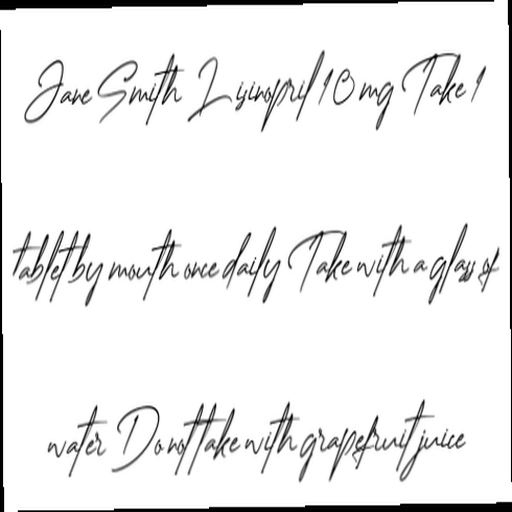 Jane Smith Lisinopril 10 mg Take 1
tablet by mouth once daily Take with a glass of
water Do not take with grapefruit juice